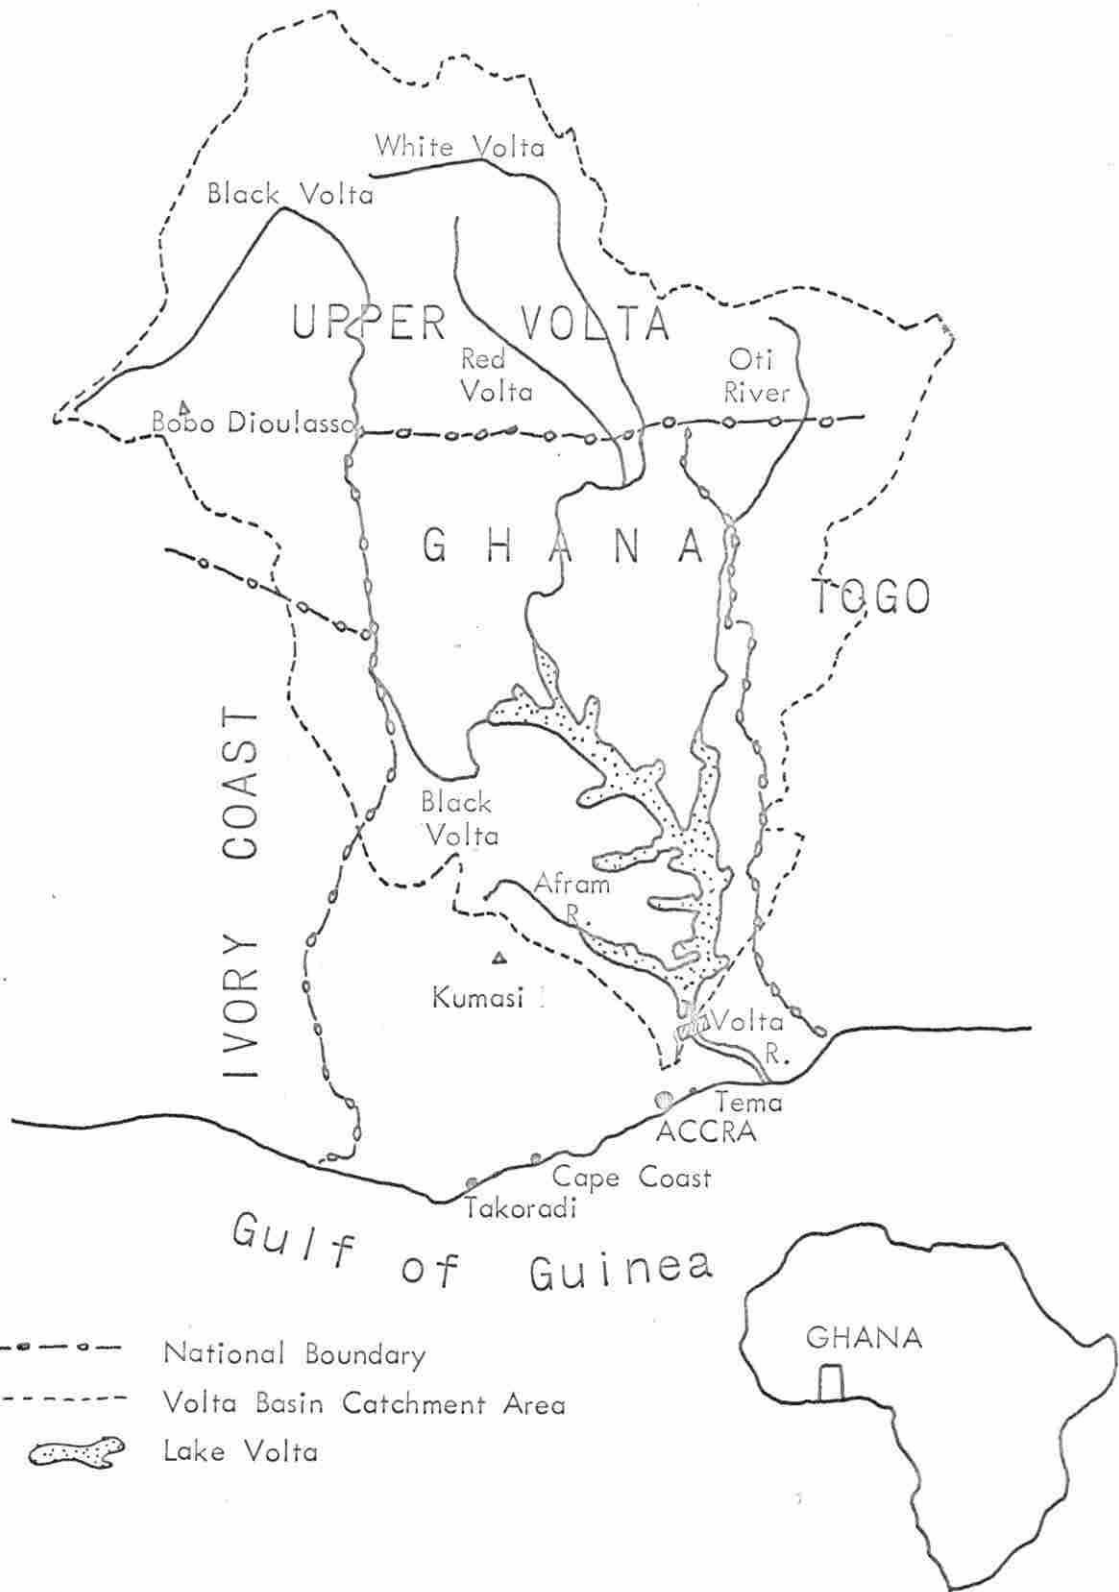 White Volta
Black Volta
UPPER VOLTA
Red
Volta
Oti
River
Bobo Dioulasso
GHANA
TOGO
IVORY COAST
Black
Volta
Afram
R.
Kumasi
Volta
R.
Tema
ACCRA
Cape Coast
Takoradi
Gulf of Guinea
GHANA
National Boundary
Volta Basin Catchment Area
Lake Volta